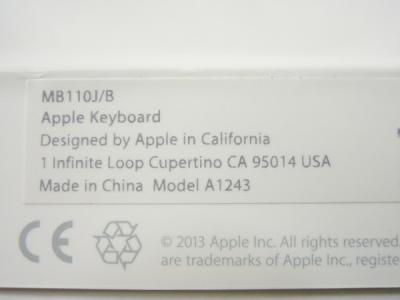 MB110J/B
Apple Keyboard
Designed by Apple in California
1 Infinite Loop Cupertino CA 95014 USA
Made in China Model A1243
CE
© 2013 Apple Inc. All rights reserved.
are trademarks of Apple Inc., registe